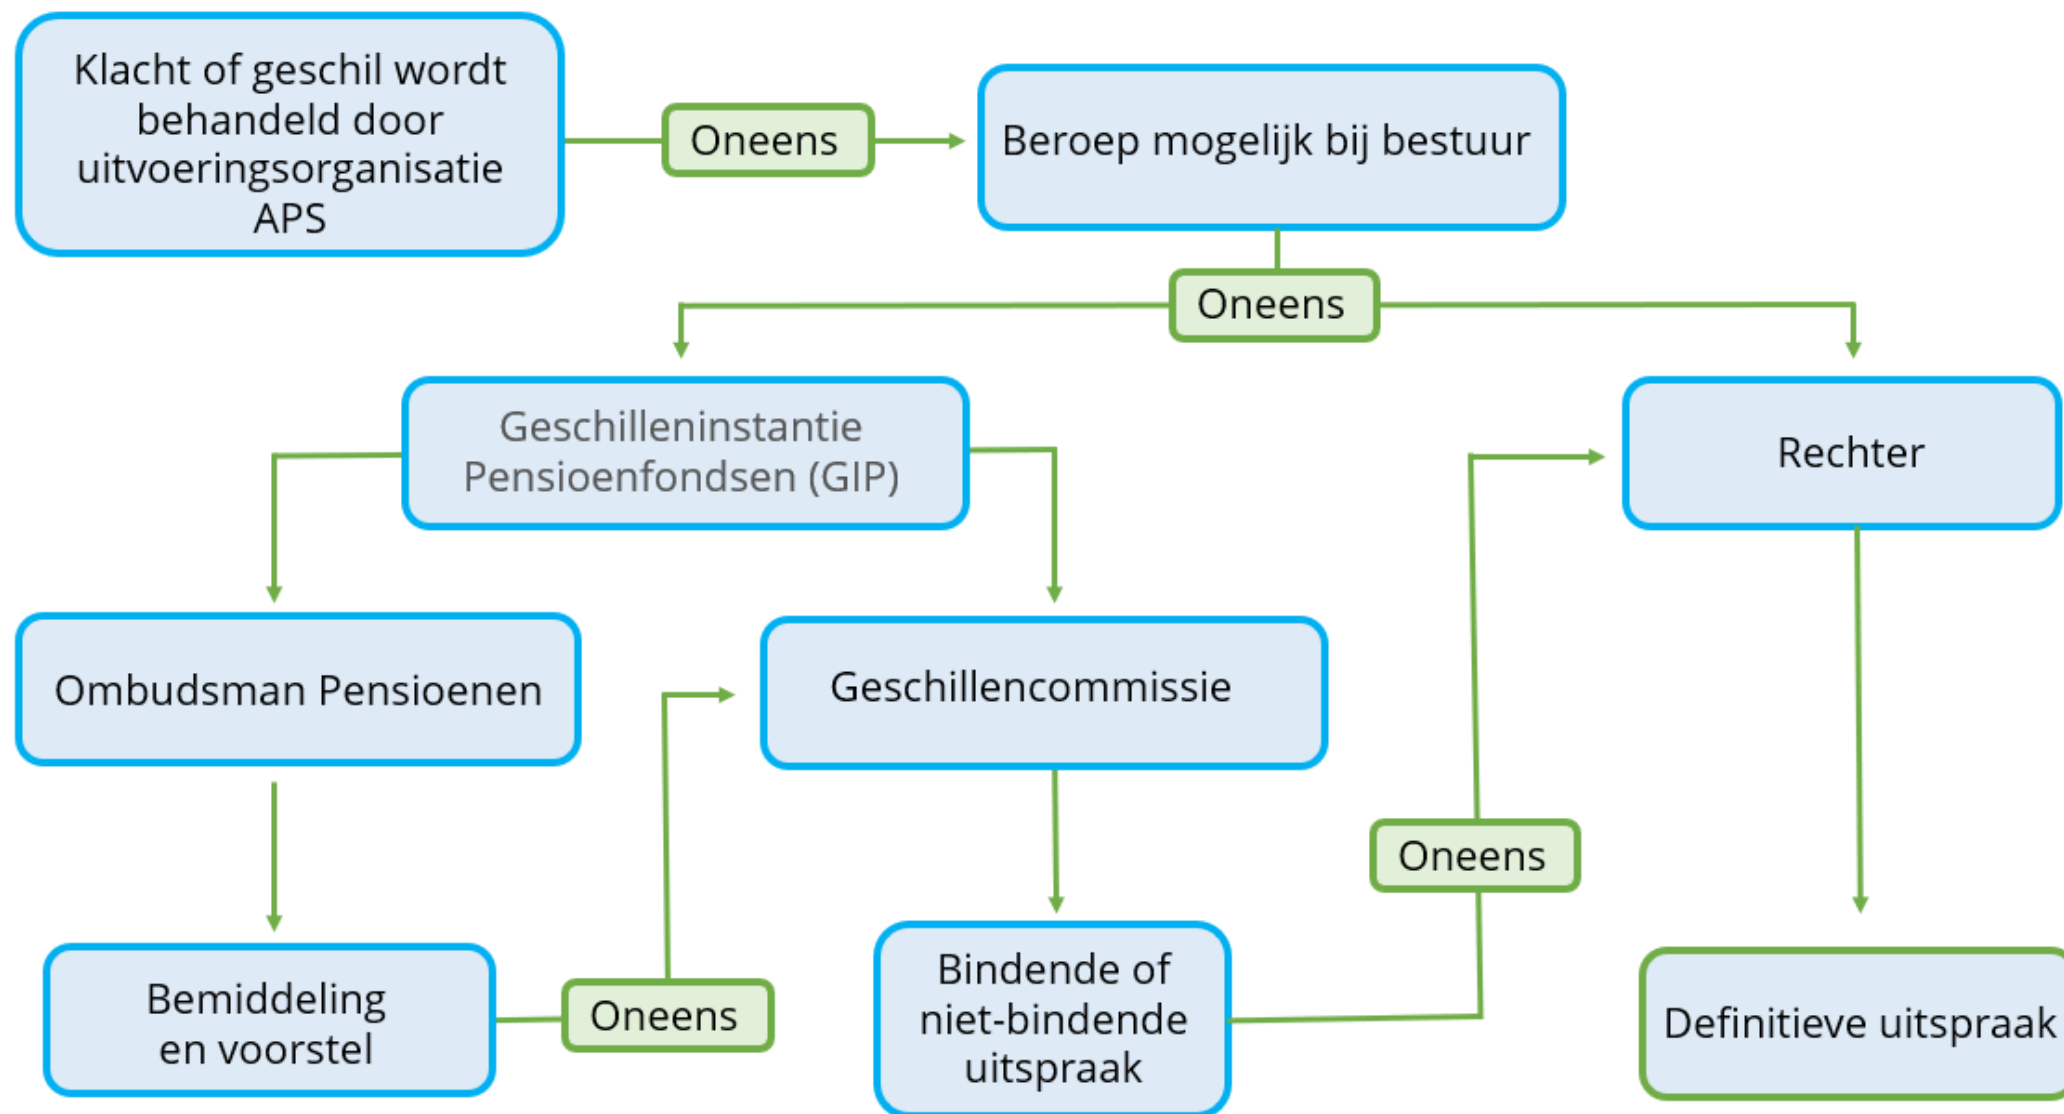 Klacht of geschil wordt
behandeld door
uitvoeringsorganisatie
APS
Oneens
Beroep mogelijk bij bestuur
Oneens
Geschilleninstantie
Pensioenfondsen (GIP)
Rechter
Ombudsman Pensioenen
Geschillencommissie
Oneens
Bemiddeling
en voorstel
Oneens
Bindende of
niet-bindende
uitspraak
Definitieve uitspraak